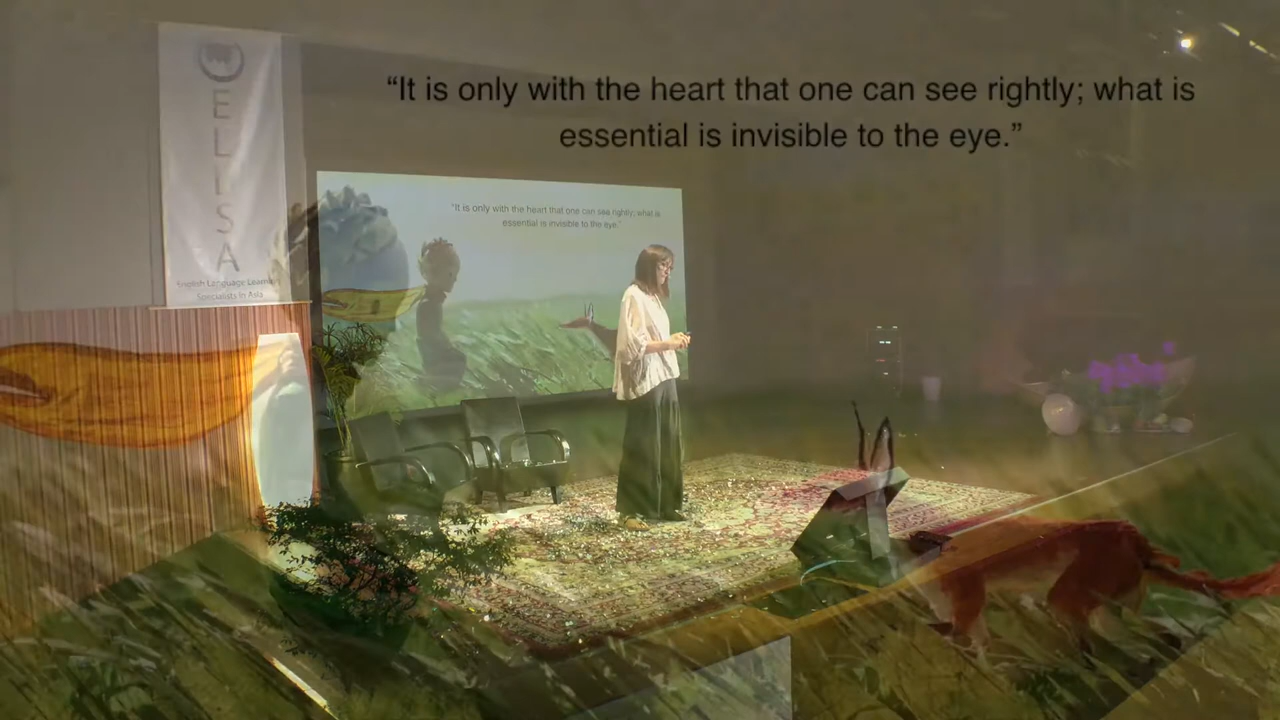 “It is only with the heart that one can see rightly; what is
essential is invisible to the eye.”
E
L
L
S
A
English Language Learning
Specialists In Asia
“It is only with the heart that one can see rightly; what is
essential is invisible to the eye.”